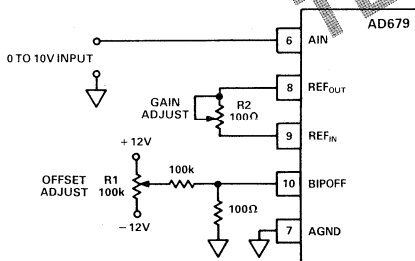 AD679
0 TO 10V INPUT
6 AIN
8 REFOUT
GAIN ADJUST
R2
100Ω
9 REFIN
+12V
OFFSET ADJUST
R1
100k
100k
10 BIPOFF
100Ω
−12V
7 AGND